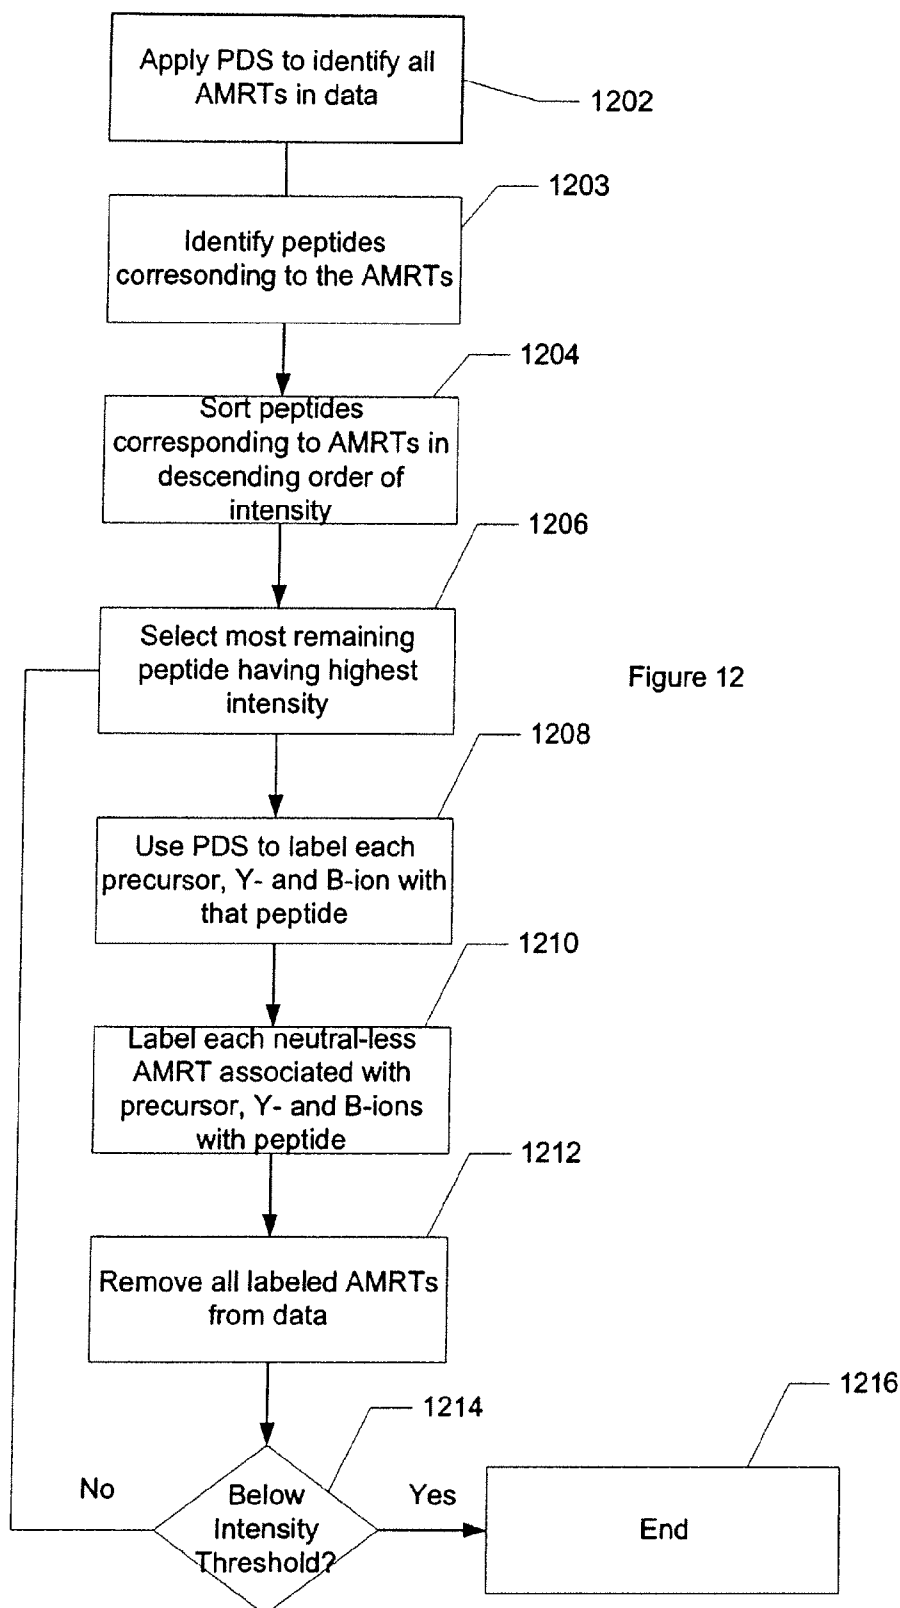 Apply PDS to identify all
AMRTs in data
1202
1203
Identify peptides
corresonding to the AMRTs
1204
Sort peptides
corresponding to AMRTs in
descending order of
intensity
1206
Select most remaining
peptide having highest
intensity
Figure 12
1208
Use PDS to label each
precursor, Y- and B-ion with
that peptide
1210
Label each neutral-less
AMRT associated with
precursor, Y- and B-ions
with peptide
1212
Remove all labeled AMRTs
from data
1214
1216
No
Below
Intensity
Threshold?
Yes
End